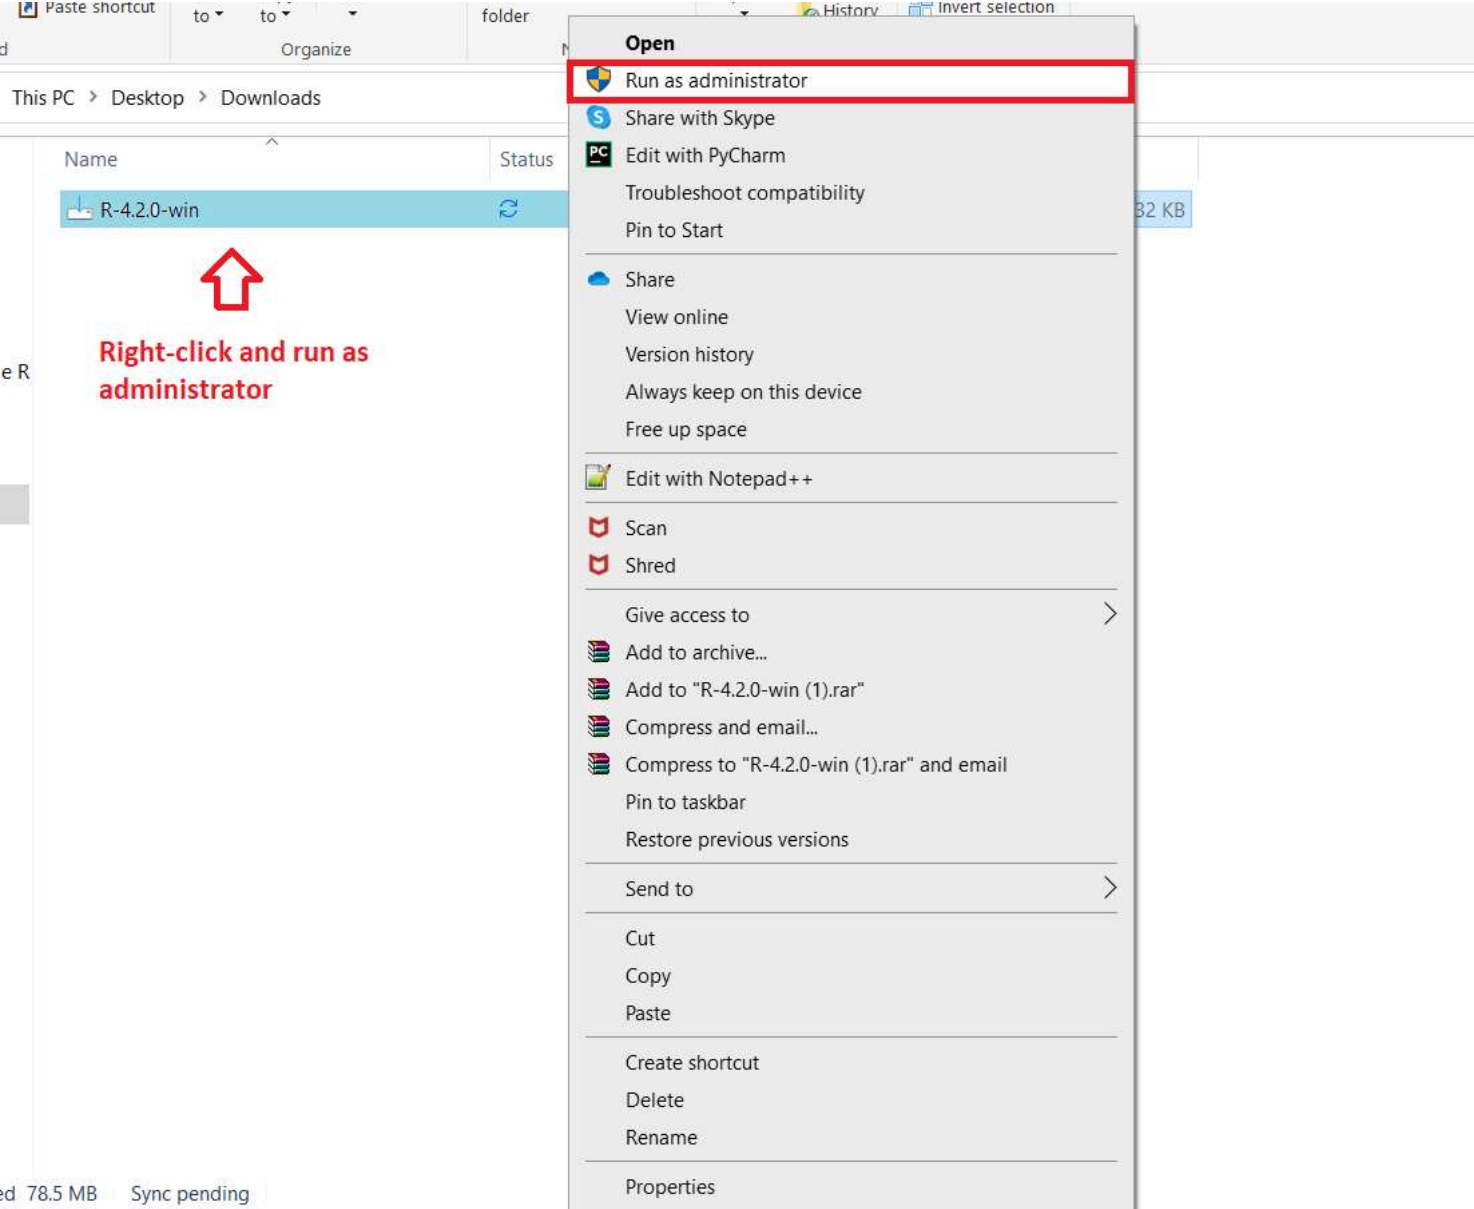 Paste shortcut
to
to
folder
History
Invert selection
Organize
This PC > Desktop > Downloads
Name
Status
R-4.2.0-win
32 KB
Right-click and run as
administrator
e R
Open
Run as administrator
Share with Skype
PC Edit with PyCharm
Troubleshoot compatibility
Pin to Start
Share
View online
Version history
Always keep on this device
Free up space
Edit with Notepad++
Scan
Shred
Give access to
Add to archive...
Add to "R-4.2.0-win (1).rar"
Compress and email...
Compress to "R-4.2.0-win (1).rar" and email
Pin to taskbar
Restore previous versions
Send to
Cut
Copy
Paste
Create shortcut
Delete
Rename
Properties
ed 78.5 MB Sync pending